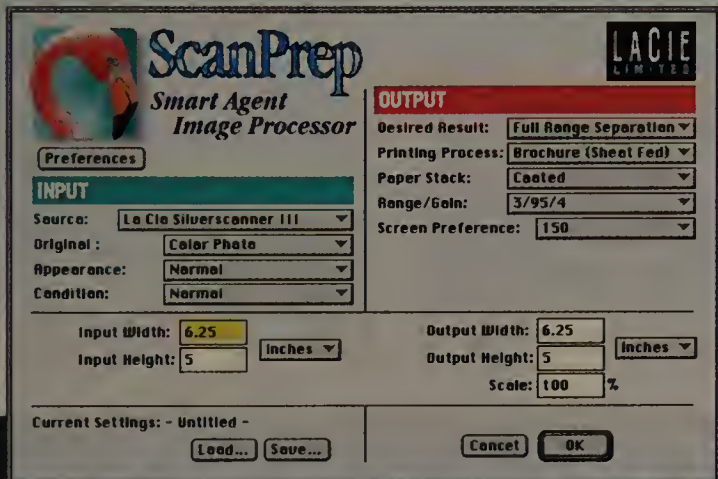 ScanPrep
Smart Agent
Image Processor
LACIE
LIMITED
Preferences
INPUT
Source: La Cie Silverscanner III
Original : Color Photo
Appearance: Normal
Condition: Normal
OUTPUT
Desired Result: Full Range Separation
Printing Process: Brochure (Sheet Fed)
Paper Stock: Coated
Range/Gain: 3/95/4
Screen Preference: 150
Input Width: 6.25
Input Height: 5
Inches
Output Width: 6.25
Output Height: 5
Inches
Scale: 100 %
Current Settings: - Untitled -
Load... Save...
Cancel OK